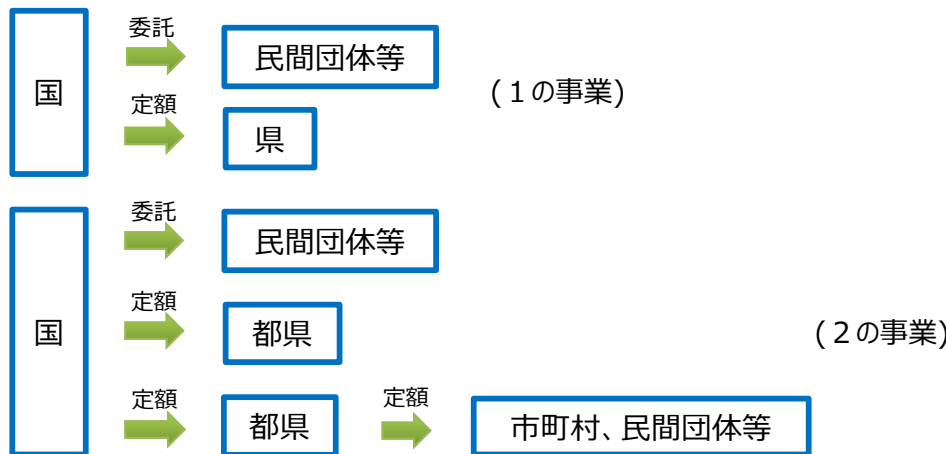 委託
民間団体等
国
(１の事業)
定額
県
委託
民間団体等
定額
国
都県
(２の事業)
定額
定額
都県
市町村、民間団体等